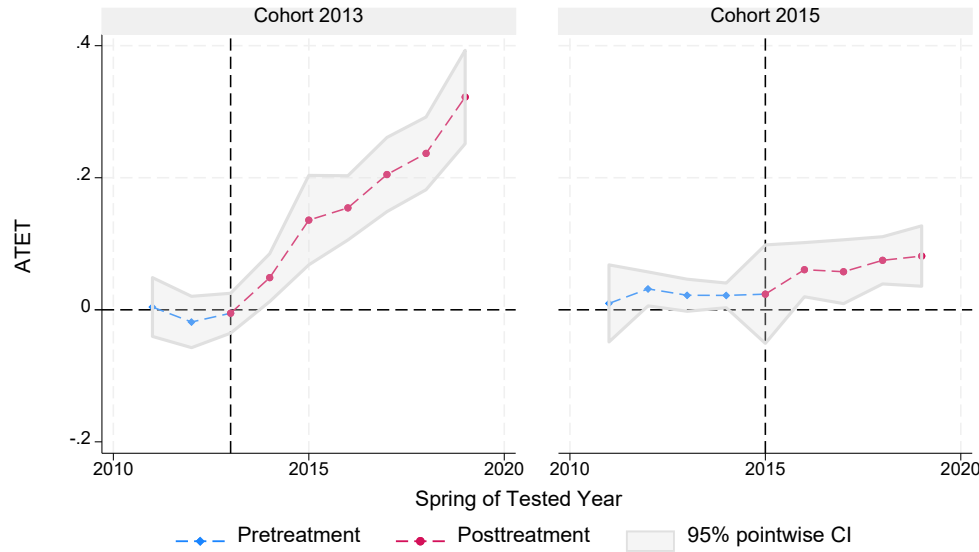 Cohort 2013
Cohort 2015
.4
.2
0
-.2
ATET
2010
2015
2020
2010
2015
2020
Spring of Tested Year
Pretreatment
Posttreatment
95% pointwise CI